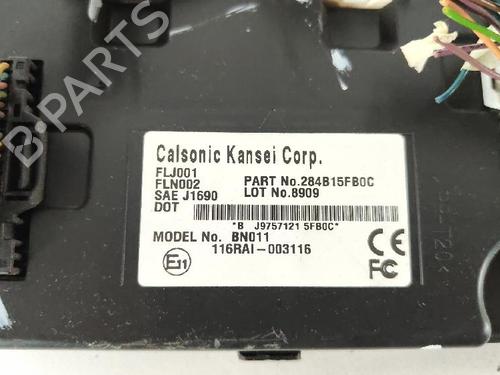 B-PARTS
Calsonic Kansei Corp.
FLJ001
FLN002 PART No.284B15FB0C
SAE J1690 LOT No.8909
DOT
*B J9757121 5FB0C*
MODEL No. BN011
116RAI-003116
E11
CE
FC